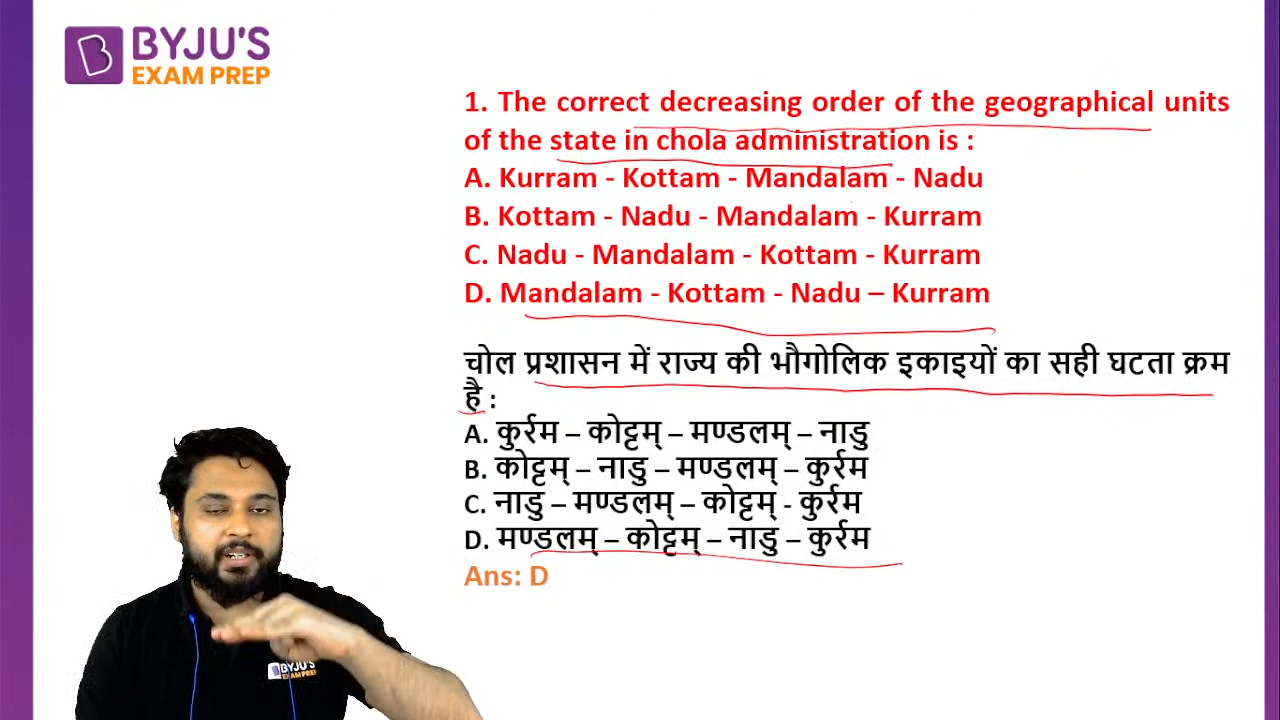 BYJU'S
EXAM PREP
1. The correct decreasing order of the geographical units
of the state in chola administration is :
A. Kurram - Kottam - Mandalam - Nadu
B. Kottam - Nadu - Mandalam - Kurram
C. Nadu - Mandalam - Kottam - Kurram
D. Mandalam - Kottam - Nadu – Kurram
चोल प्रशासन में राज्य की भौगोलिक इकाइयों का सही घटता क्रम
है :
A. कुर्रम – कोट्टम् – मण्डलम् – नाडु
B. कोट्टम् – नाडु – मण्डलम् – कुर्रम
C. नाडु – मण्डलम् – कोट्टम् - कुर्रम
D. मण्डलम् – कोट्टम् – नाडु – कुर्रम
Ans: D
BYJU'S
EXAM PREP